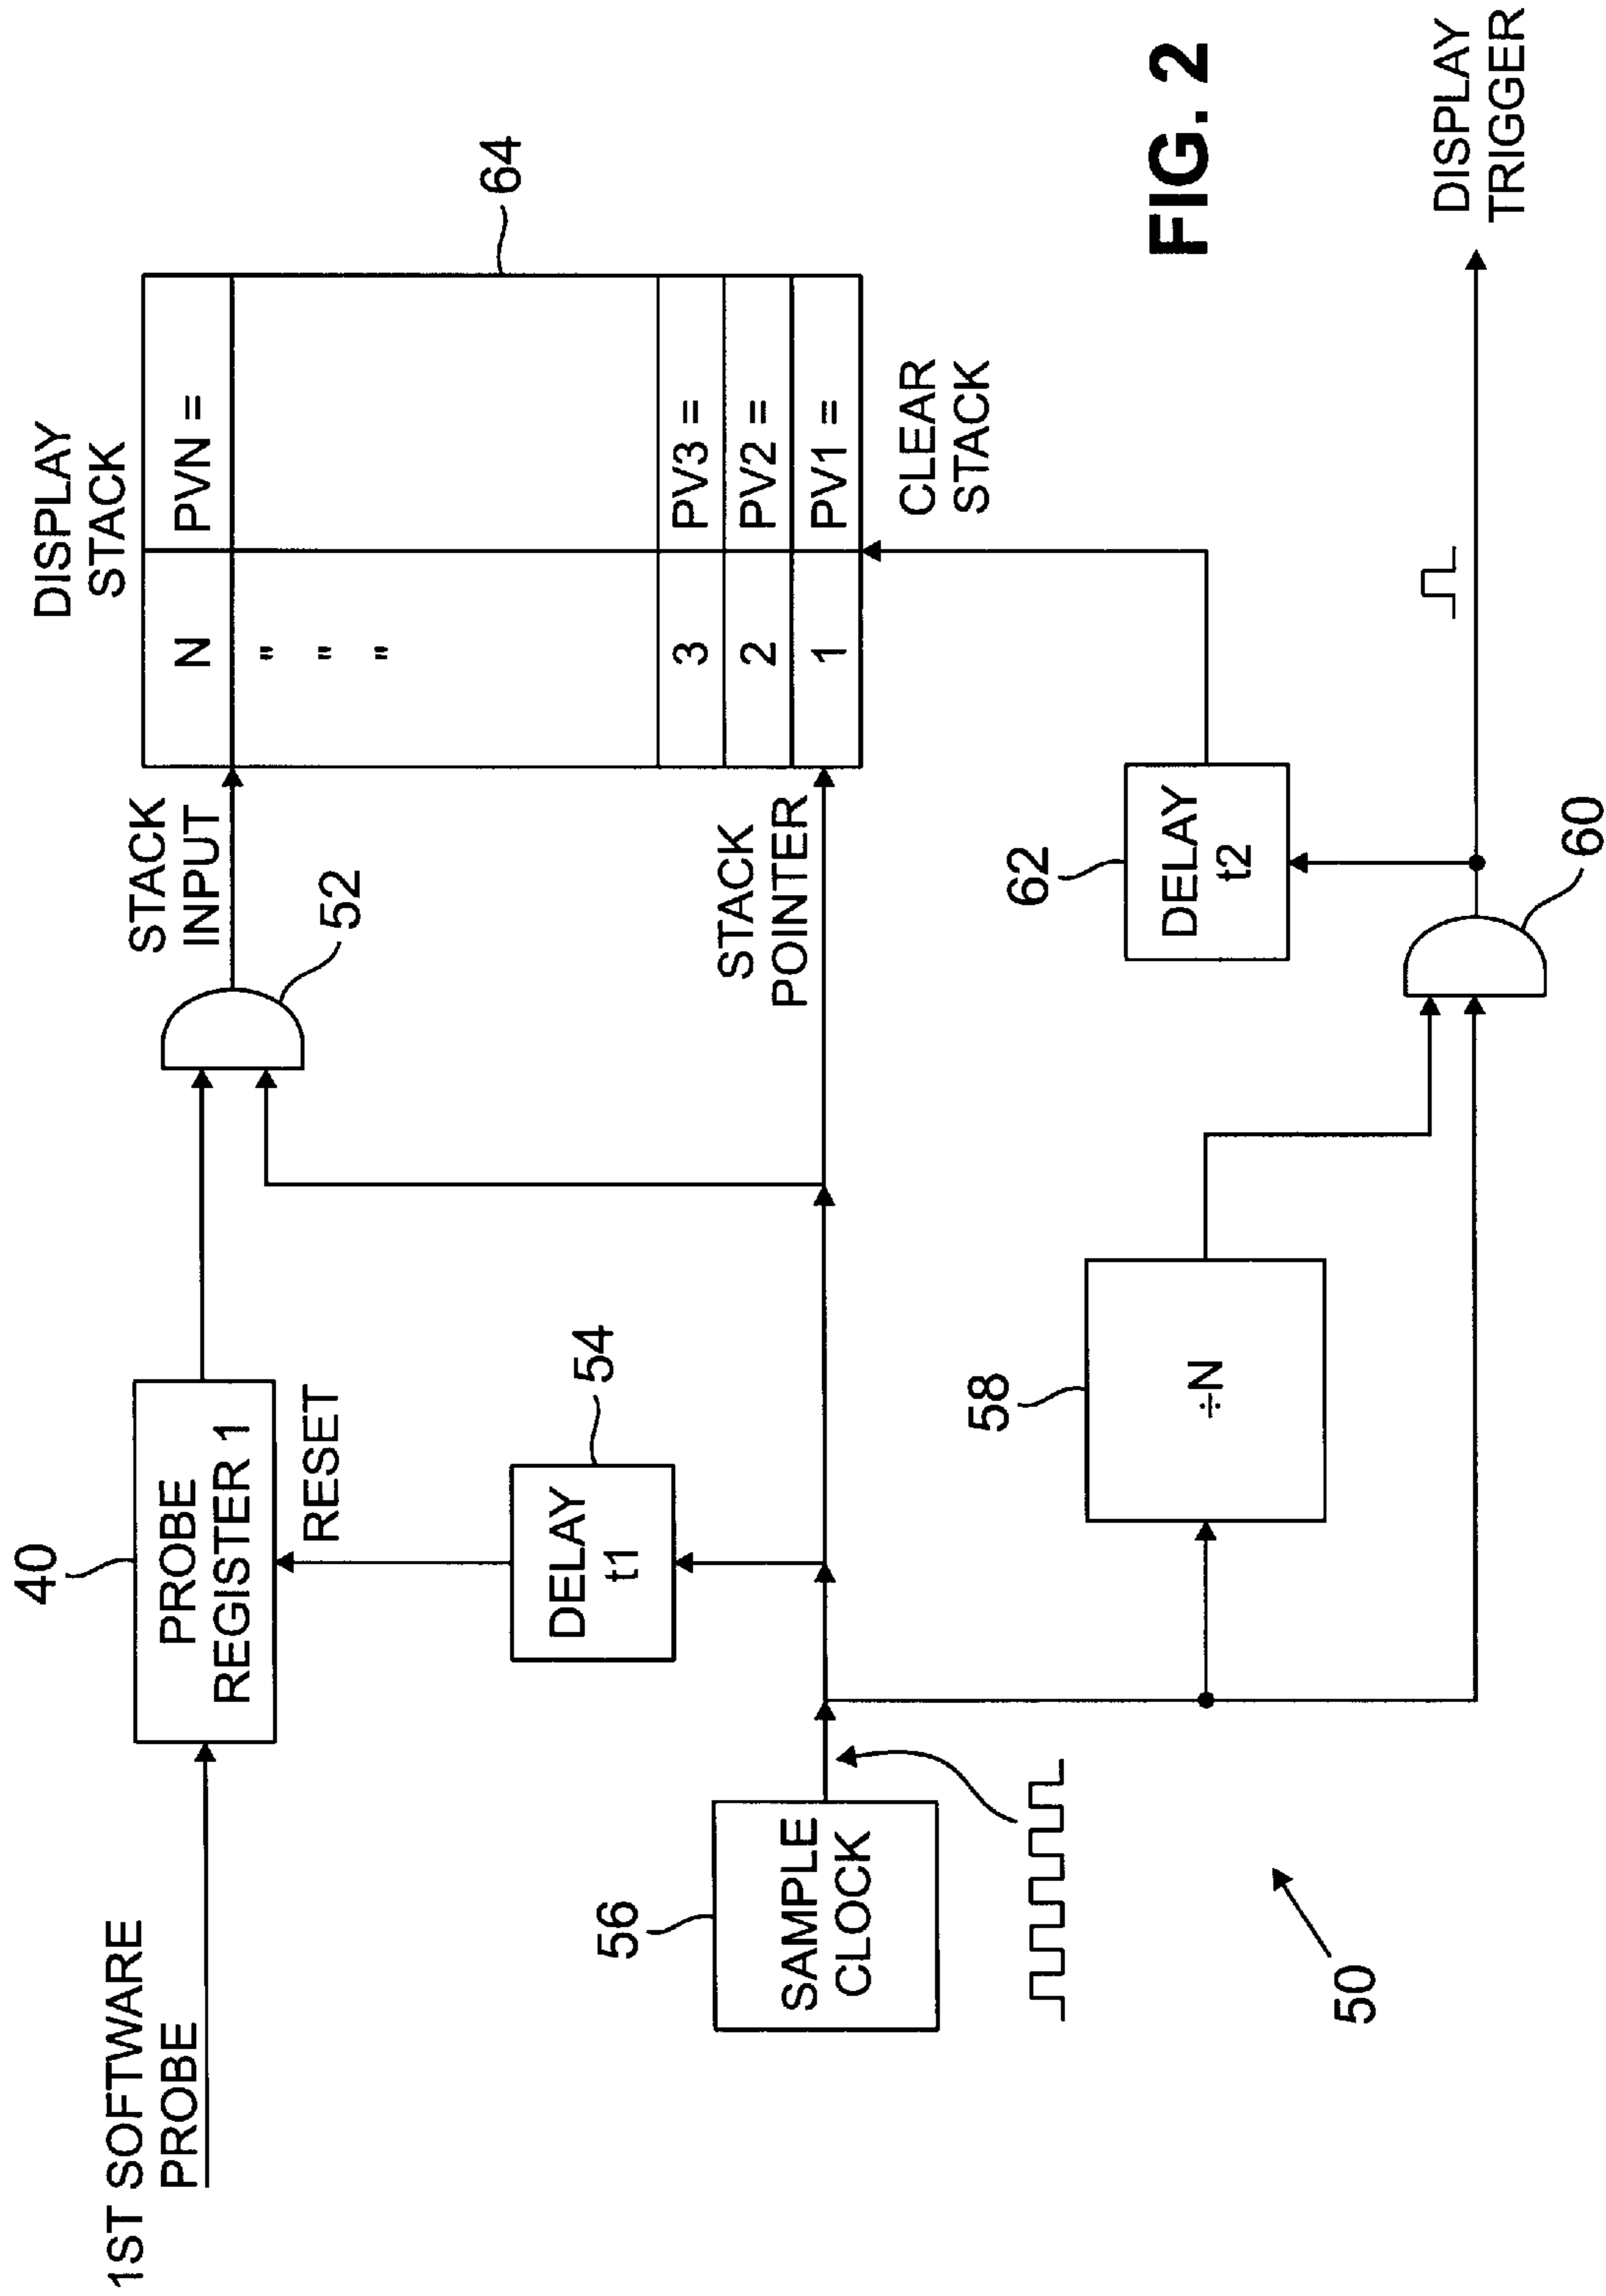 DISPLAY
STACK
64
N PVN =
"
"
"
3 PV3 =
2 PV2 =
1 PV1 =
STACK
INPUT
52
40
PROBE
REGISTER 1
RESET
1ST SOFTWARE
PROBE
54
DELAY
t1
STACK
POINTER
CLEAR
STACK
56
SAMPLE
CLOCK
58
÷N
62
DELAY
t2
60
50
FIG. 2
DISPLAY
TRIGGER